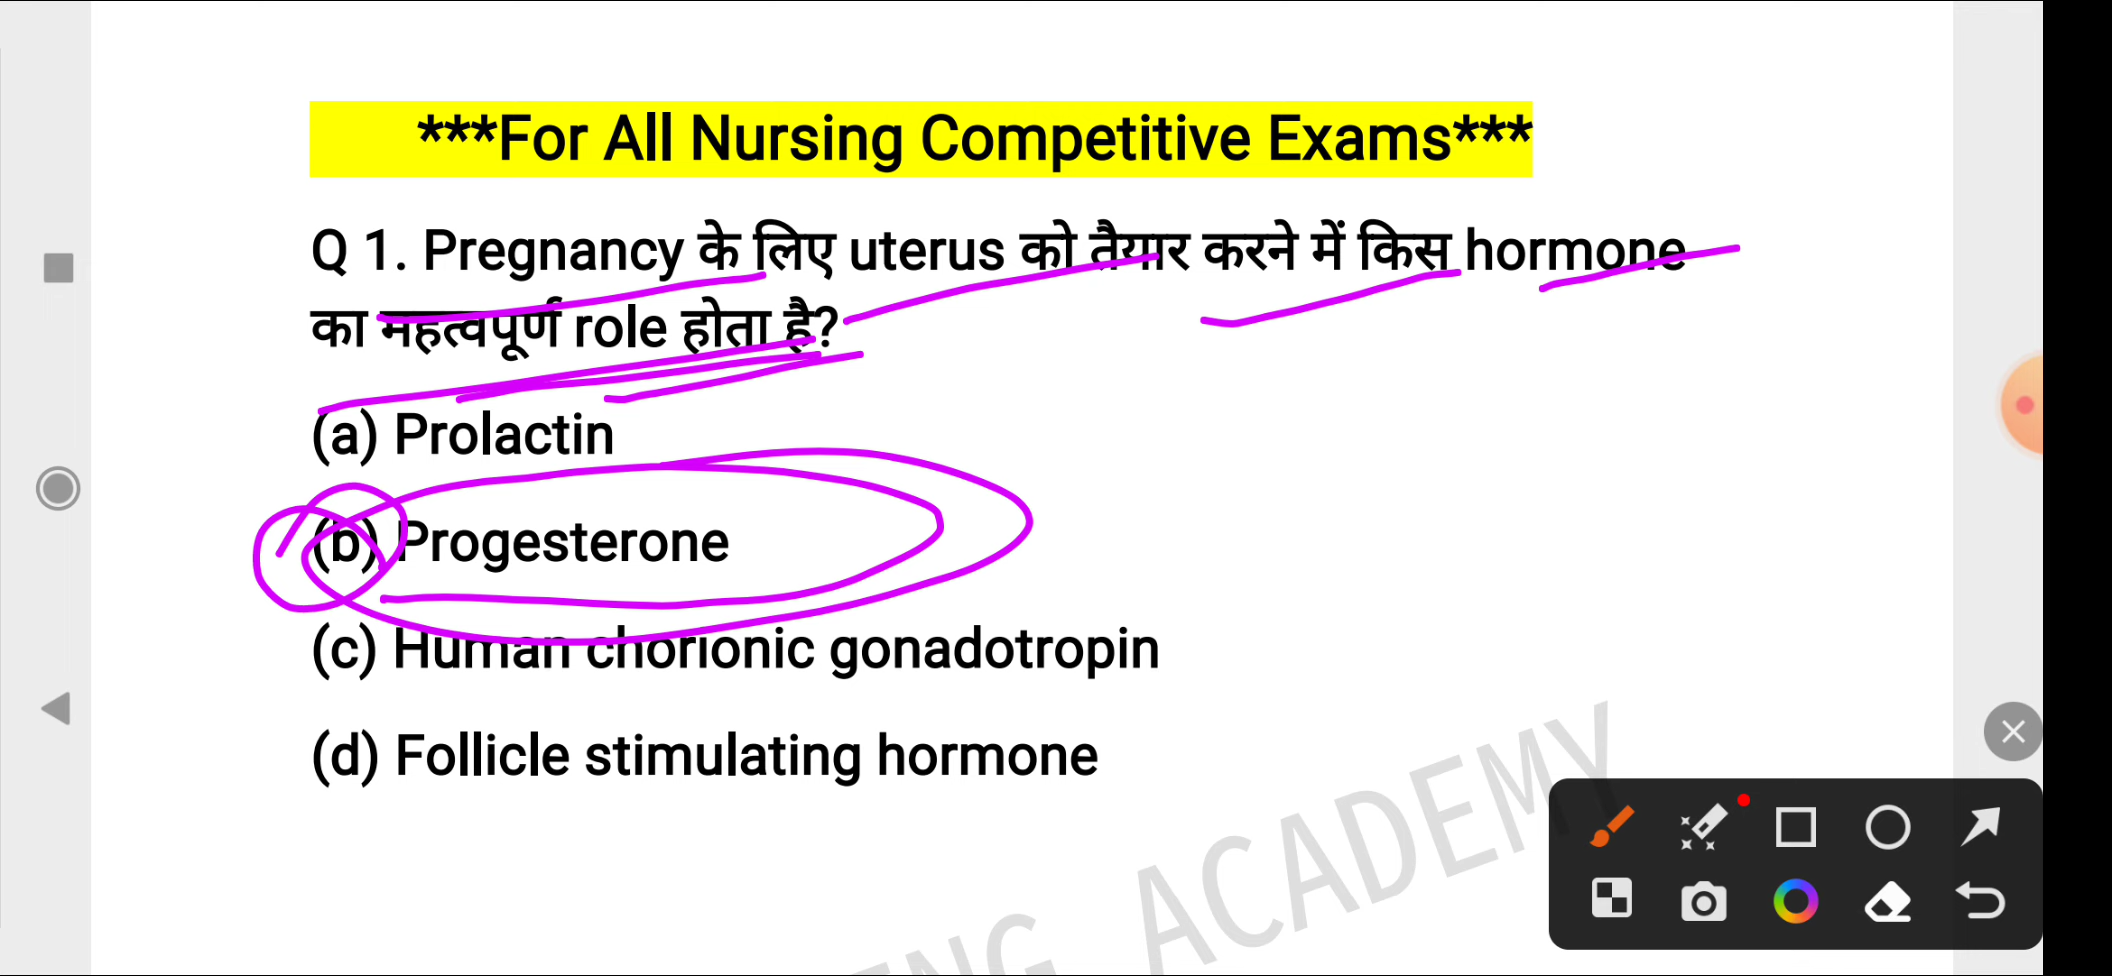 ***For All Nursing Competitive Exams***
Q 1. Pregnancy के लिए uterus को तैयार करने में किस hormone
का महत्वपूर्ण role होता है?
(a) Prolactin
(b) Progesterone
(c) Human chorionic gonadotropin
(d) Follicle stimulating hormone
ACADEMY